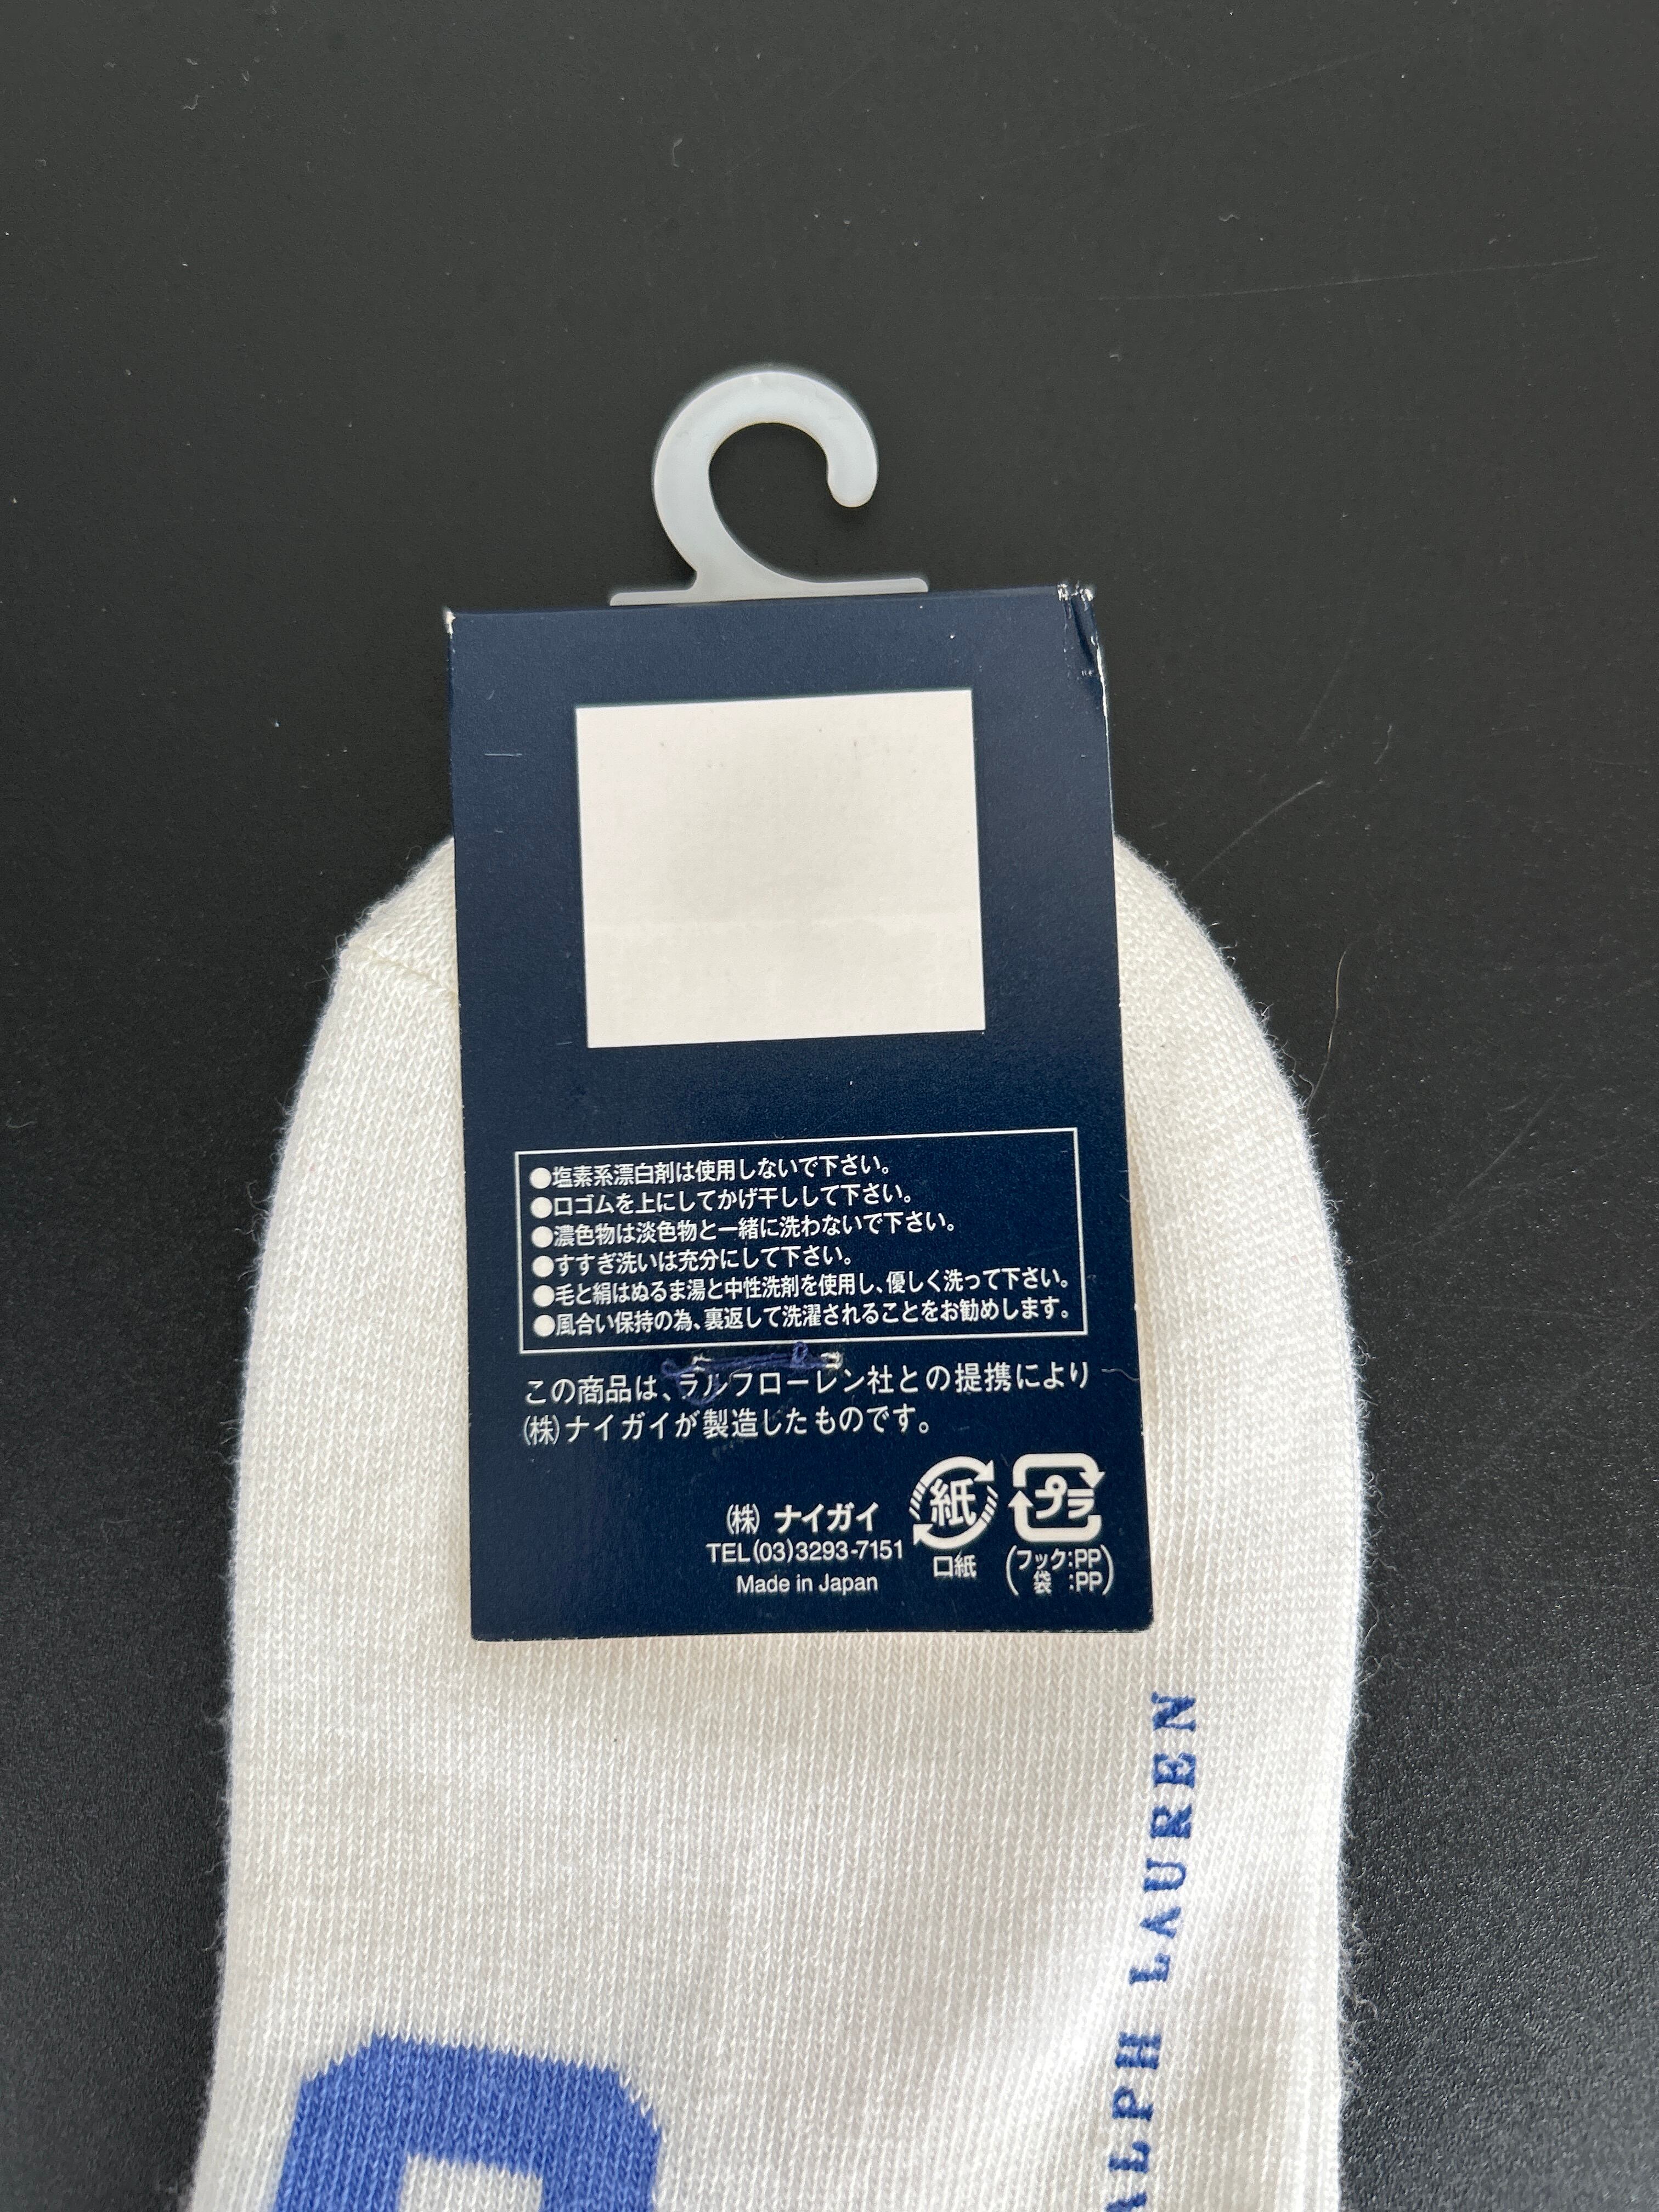 ●塩素系漂白剤は使用しないで下さい。
●口ゴムを上にしてかげ干しして下さい。
●濃色物は淡色物と一緒に洗わないで下さい。
●すすぎ洗いは充分にして下さい。
●毛と絹はぬるま湯と中性洗剤を使用し、優しく洗って下さい。
●風合い保持の為、裏返しして洗濯されることをお勧めします。
この商品は、ラルフローレン社との提携により
(株)ナイガイが製造したものです。
(株) ナイガイ
TEL(03)3293-7151
Made in Japan
紙
口紙
プラ
(フック:PP
袋 :PP)
ALPH LAUREN